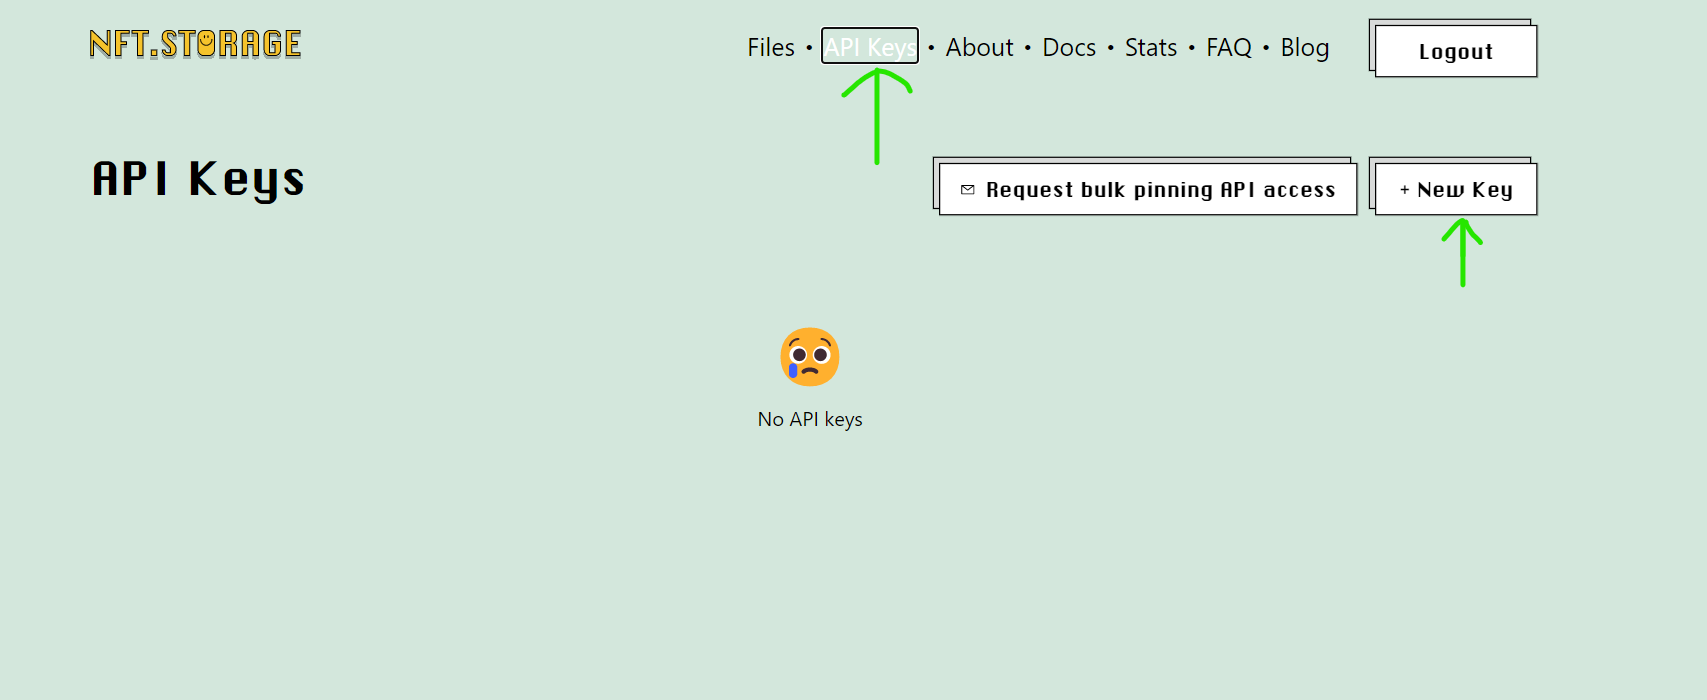 NFT.STORAGE
Files • API Keys • About • Docs • Stats • FAQ • Blog
Logout
API Keys
✉ Request bulk pinning API access
+ New Key
No API keys